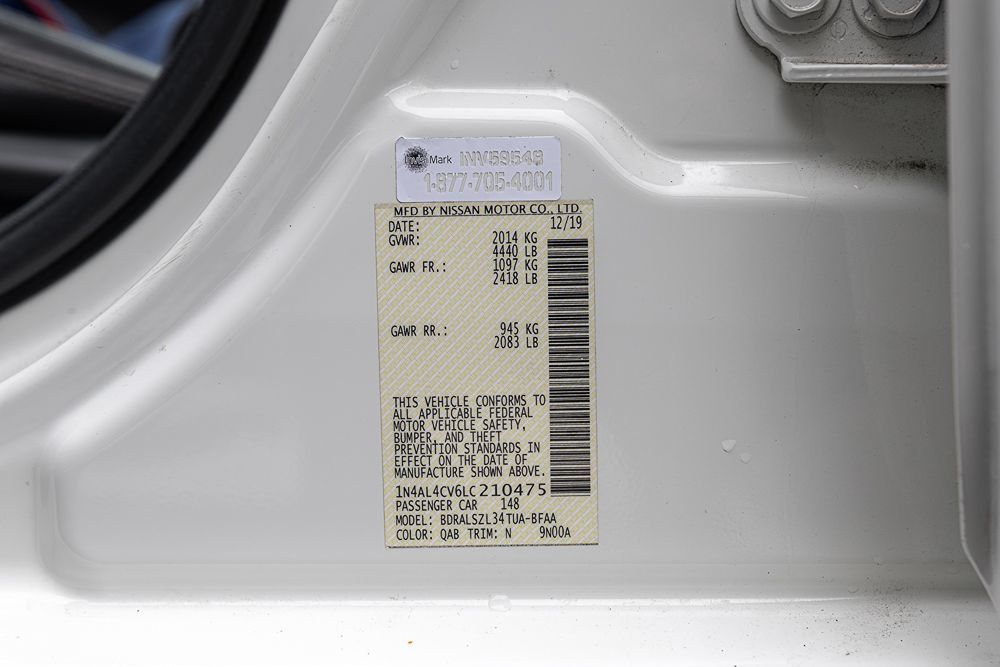 Mark INV59548
1-877-705-4001
MFD BY NISSAN MOTOR CO., LTD.
DATE: 12/19
GVWR: 2014 KG
4440 LB
GAWR FR.: 1097 KG
2418 LB
GAWR RR.: 945 KG
2083 LB
THIS VEHICLE CONFORMS TO
ALL APPLICABLE FEDERAL
MOTOR VEHICLE SAFETY,
BUMPER, AND THEFT
PREVENTION STANDARDS IN
EFFECT ON THE DATE OF
MANUFACTURE SHOWN ABOVE.
1N4AL4CV6LC210475
PASSENGER CAR 148
MODEL: BDRALSZL34TUA-BFAA
COLOR: QAB TRIM: N 9N00A